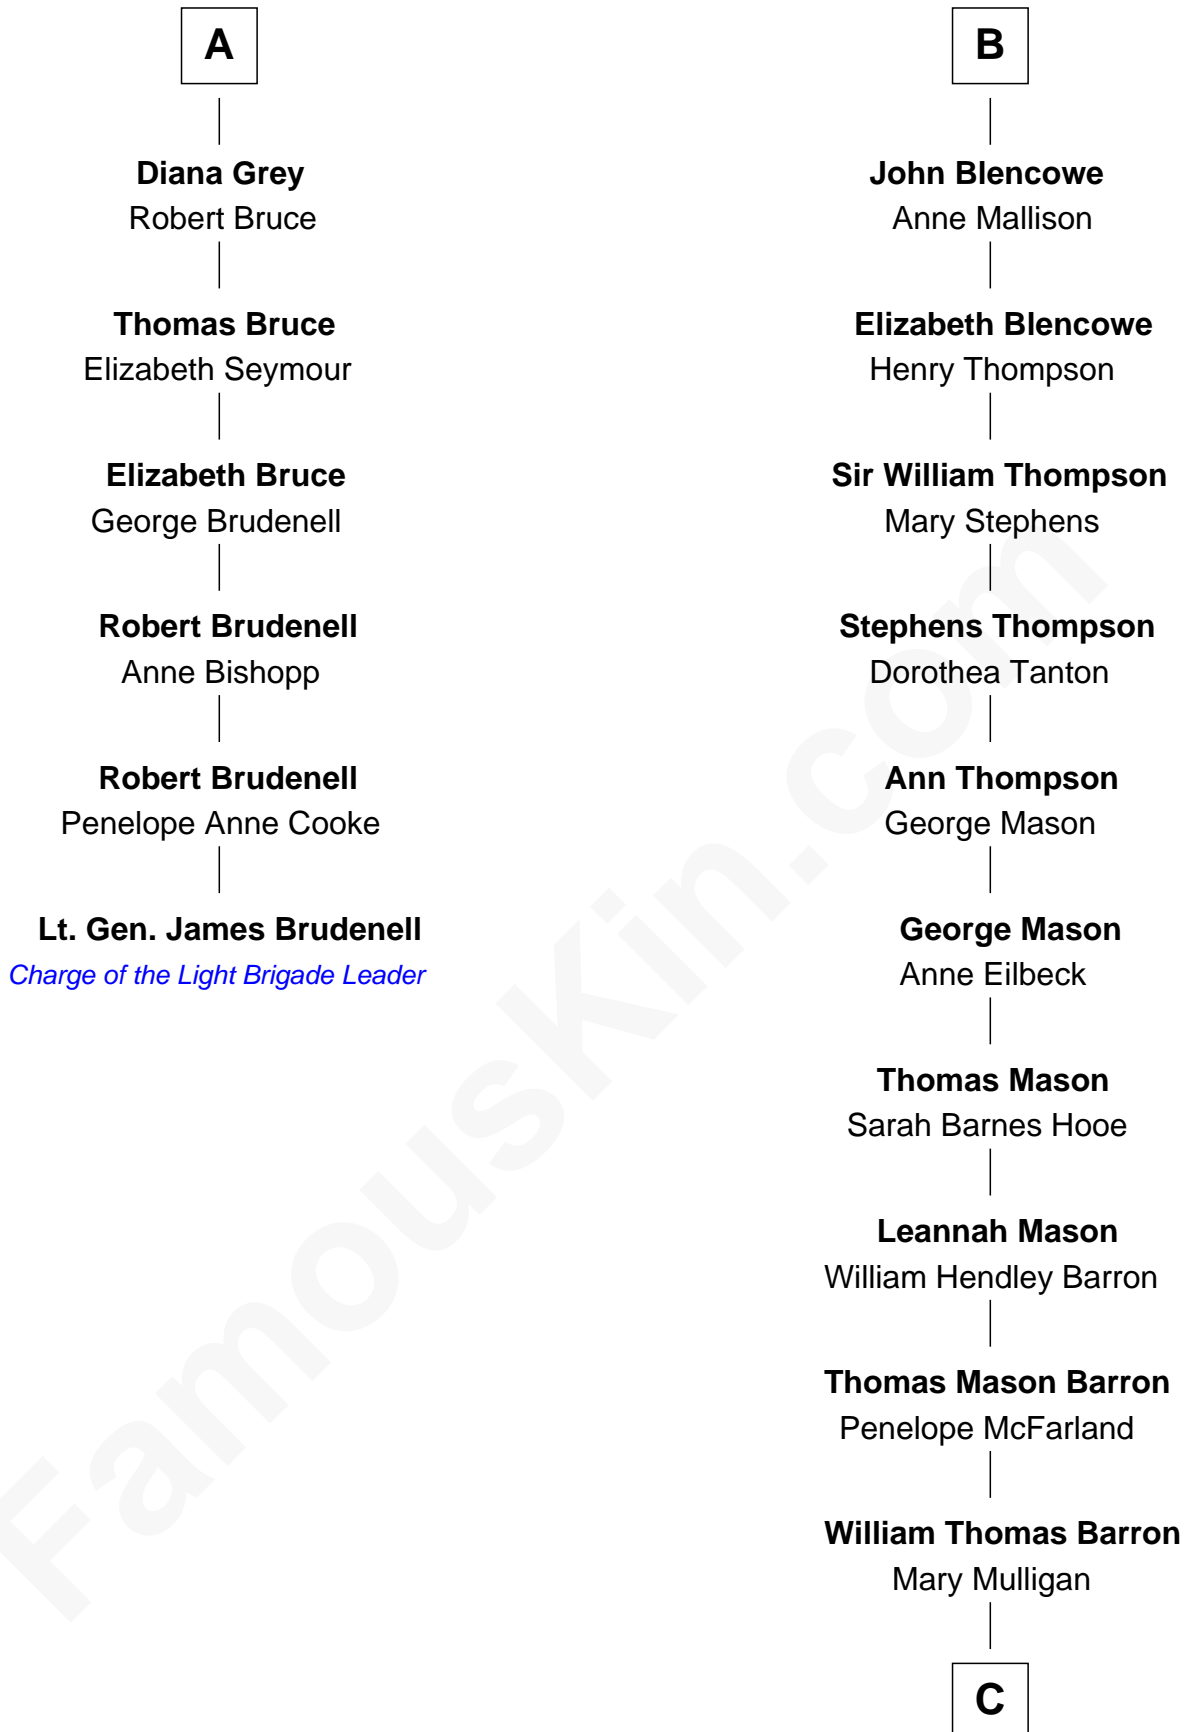 A
Diana Grey
Robert Bruce
Thomas Bruce
Elizabeth Seymour
Elizabeth Bruce
George Brudenell
Robert Brudenell
Anne Bishopp
Robert Brudenell
Penelope Anne Cooke
Lt. Gen. James Brudenell
Charge of the Light Brigade Leader
B
John Blencowe
Anne Mallison
Elizabeth Blencowe
Henry Thompson
Sir William Thompson
Mary Stephens
Stephens Thompson
Dorothea Tanton
Ann Thompson
George Mason
George Mason
Anne Eilbeck
Thomas Mason
Sarah Barnes Hooe
Leannah Mason
William Hendley Barron
Thomas Mason Barron
Penelope McFarland
William Thomas Barron
Mary Mulligan
C
FamousKin.com